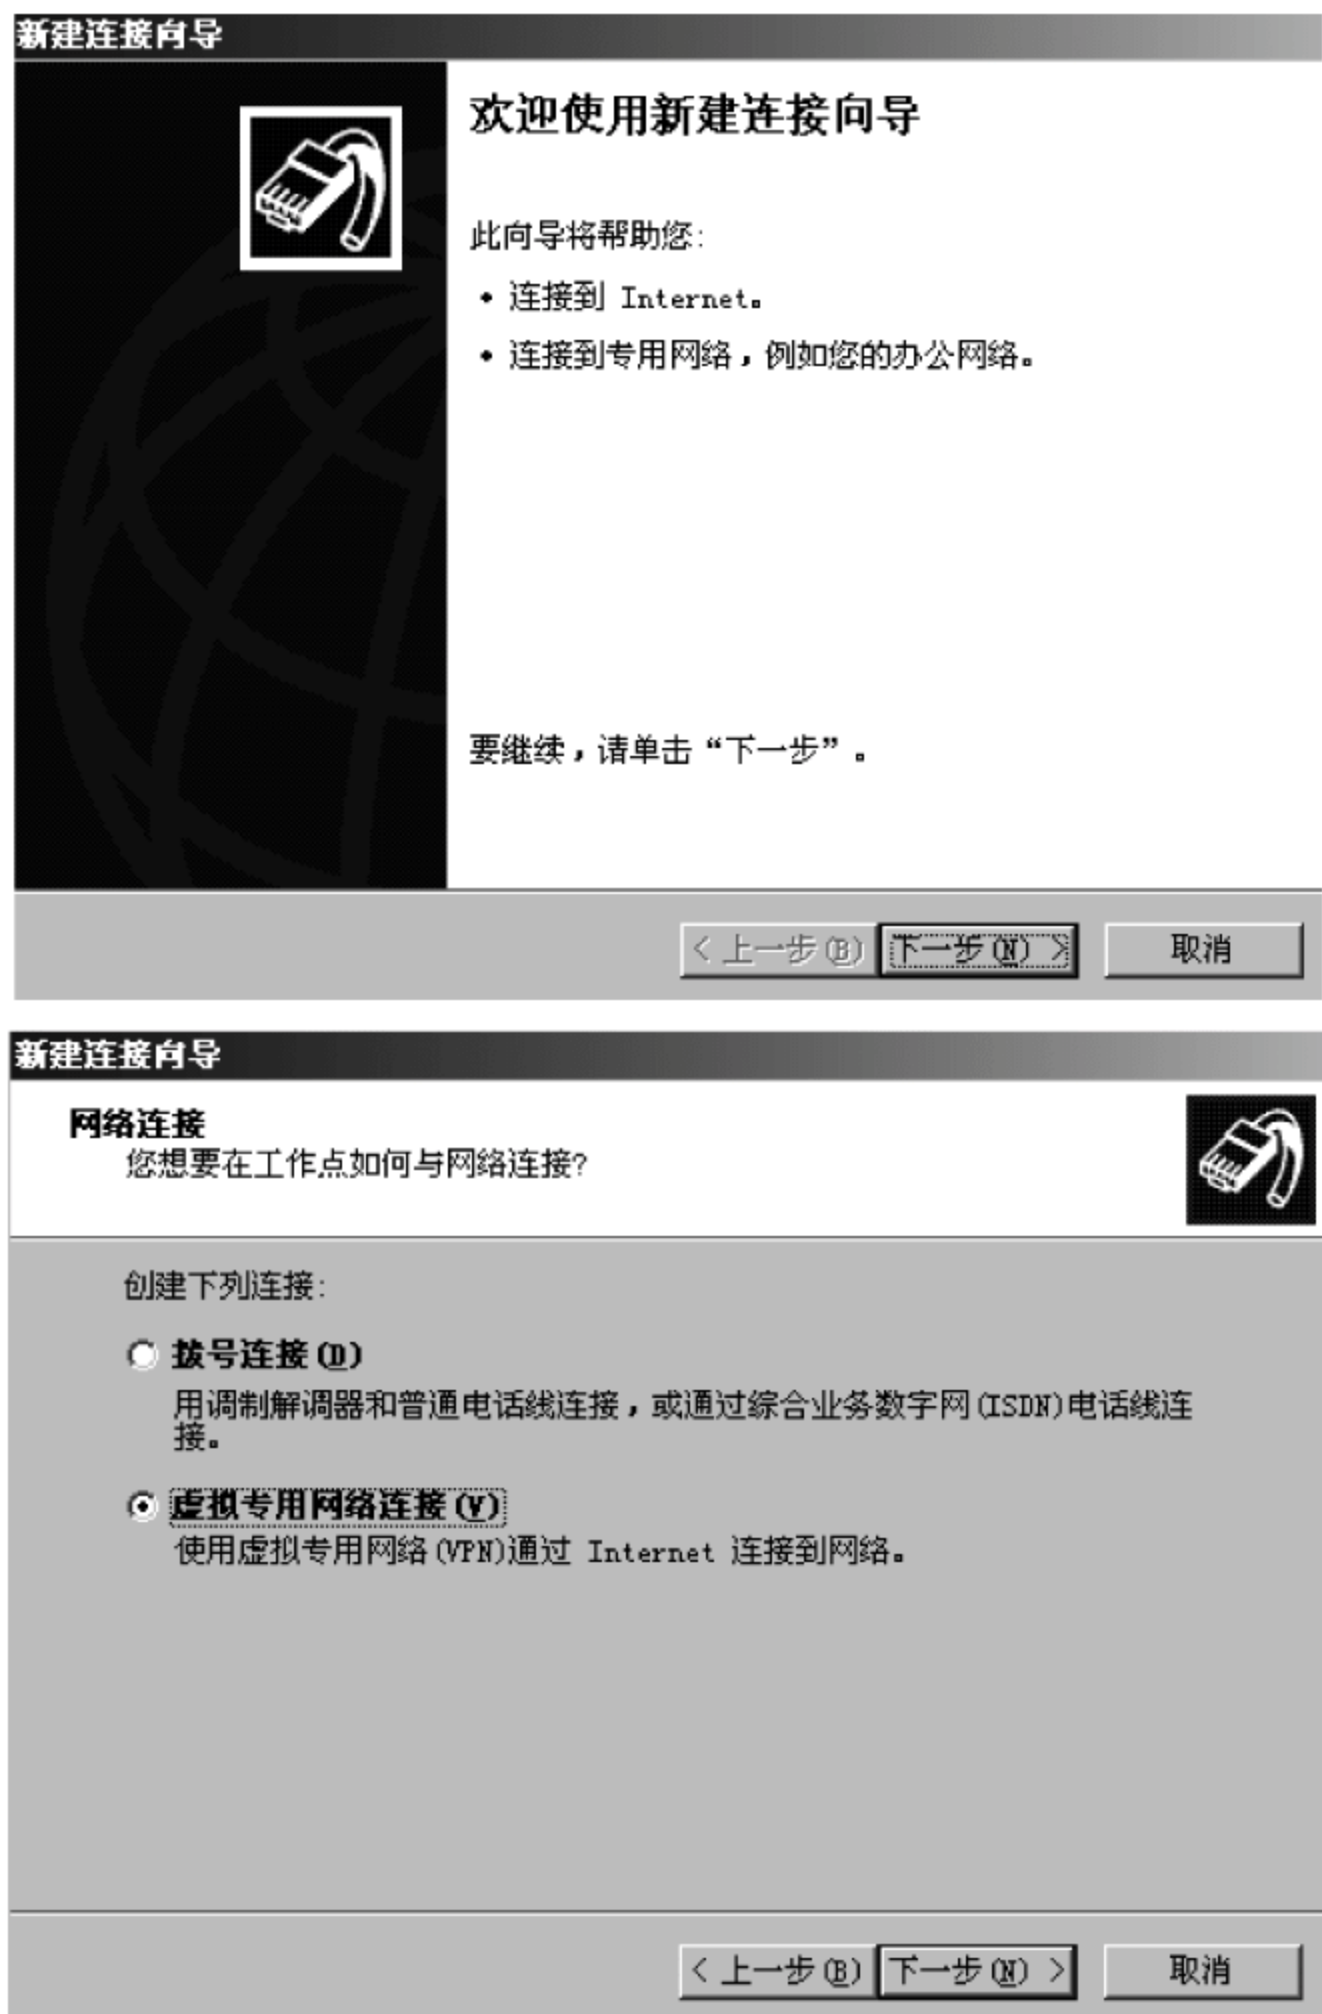 新建连接向导
欢迎使用新建连接向导
此向导将帮助您:
• 连接到 Internet。
• 连接到专用网络，例如您的办公网络。
要继续，请单击“下一步”。
< 上一步(B) 下一步(N) > 取消
新建连接向导
网络连接
您想要在工作点如何与网络连接?
创建下列连接:
拨号连接(D)
用调制解调器和普通电话线连接，或通过综合业务数字网(ISDN)电话线连
接。
虚拟专用网络连接(V)
使用虚拟专用网络(VPN)通过 Internet 连接到网络。
< 上一步(B) 下一步(N) > 取消